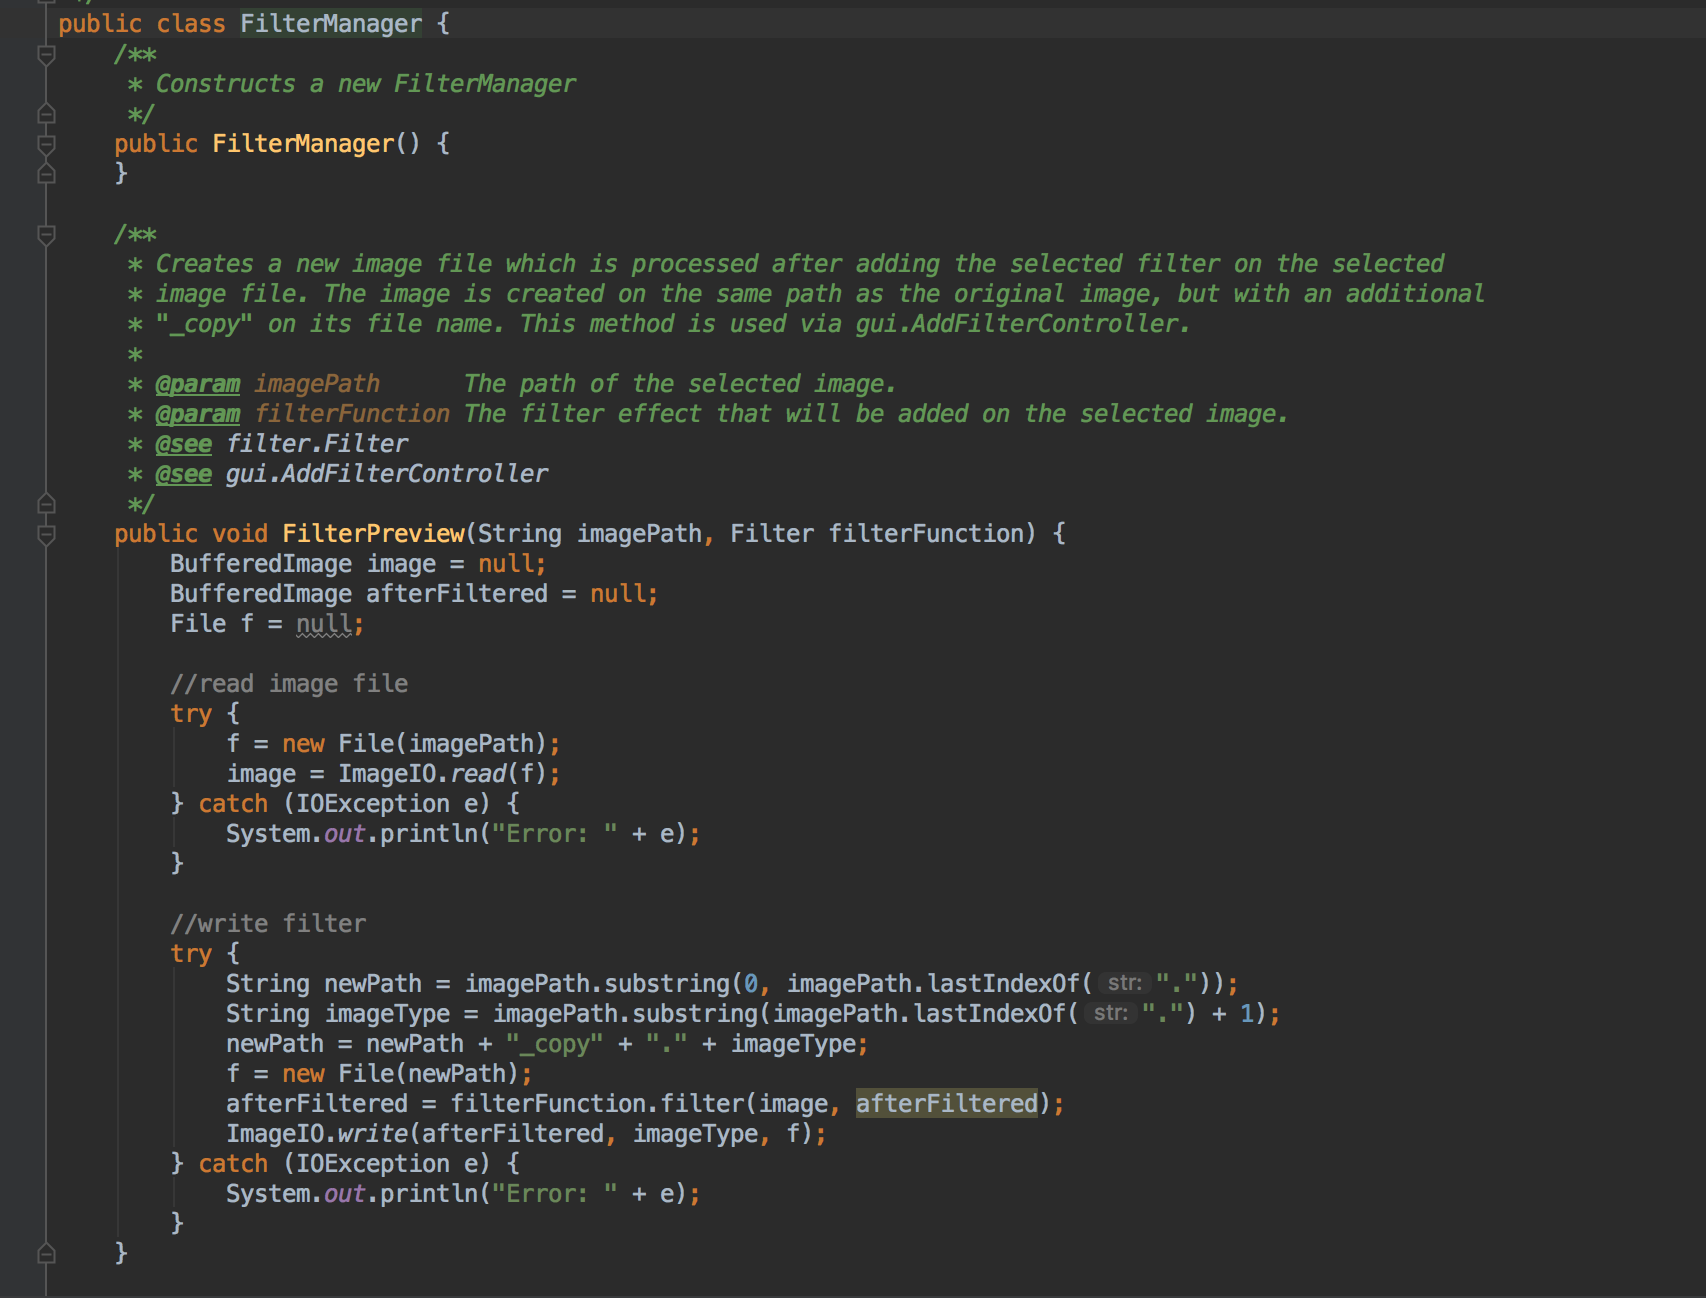 */
public class FilterManager {
/**
* Constructs a new FilterManager
*/
public FilterManager() {
}
/**
* Creates a new image file which is processed after adding the selected filter on the selected
* image file. The image is created on the same path as the original image, but with an additional
* "_copy" on its file name. This method is used via gui.AddFilterController.
*
* @param imagePath      The path of the selected image.
* @param filterFunction The filter effect that will be added on the selected image.
* @see filter.Filter
* @see gui.AddFilterController
*/
public void FilterPreview(String imagePath, Filter filterFunction) {
BufferedImage image = null;
BufferedImage afterFiltered = null;
File f = null;
//read image file
try {
f = new File(imagePath);
image = ImageIO.read(f);
} catch (IOException e) {
System.out.println("Error: " + e);
}
//write filter
try {
String newPath = imagePath.substring(0, imagePath.lastIndexOf( str: "."));
String imageType = imagePath.substring(imagePath.lastIndexOf( str: ".") + 1);
newPath = newPath + "_copy" + "." + imageType;
f = new File(newPath);
afterFiltered = filterFunction.filter(image, afterFiltered);
ImageIO.write(afterFiltered, imageType, f);
} catch (IOException e) {
System.out.println("Error: " + e);
}
}